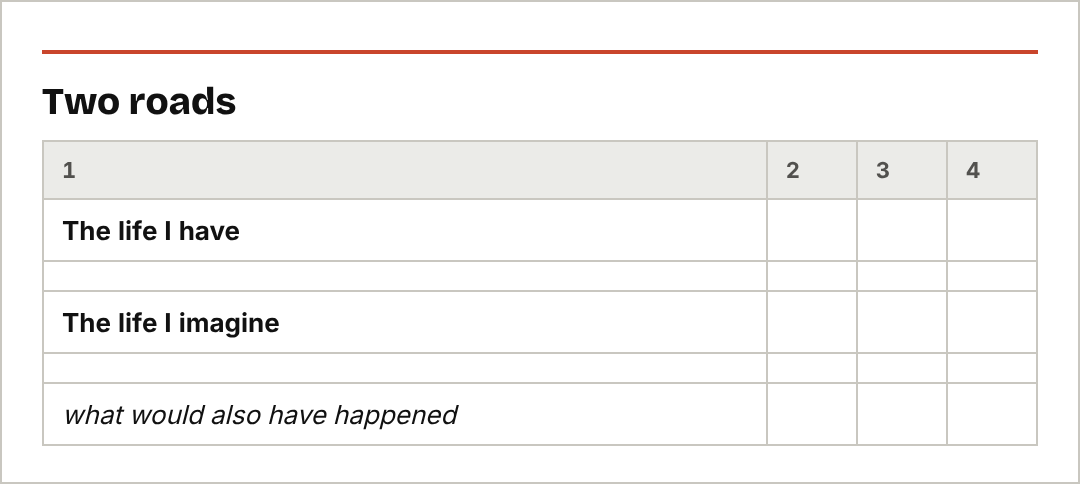 Two roads
1 2 3 4
The life I have
The life I imagine
what would also have happened